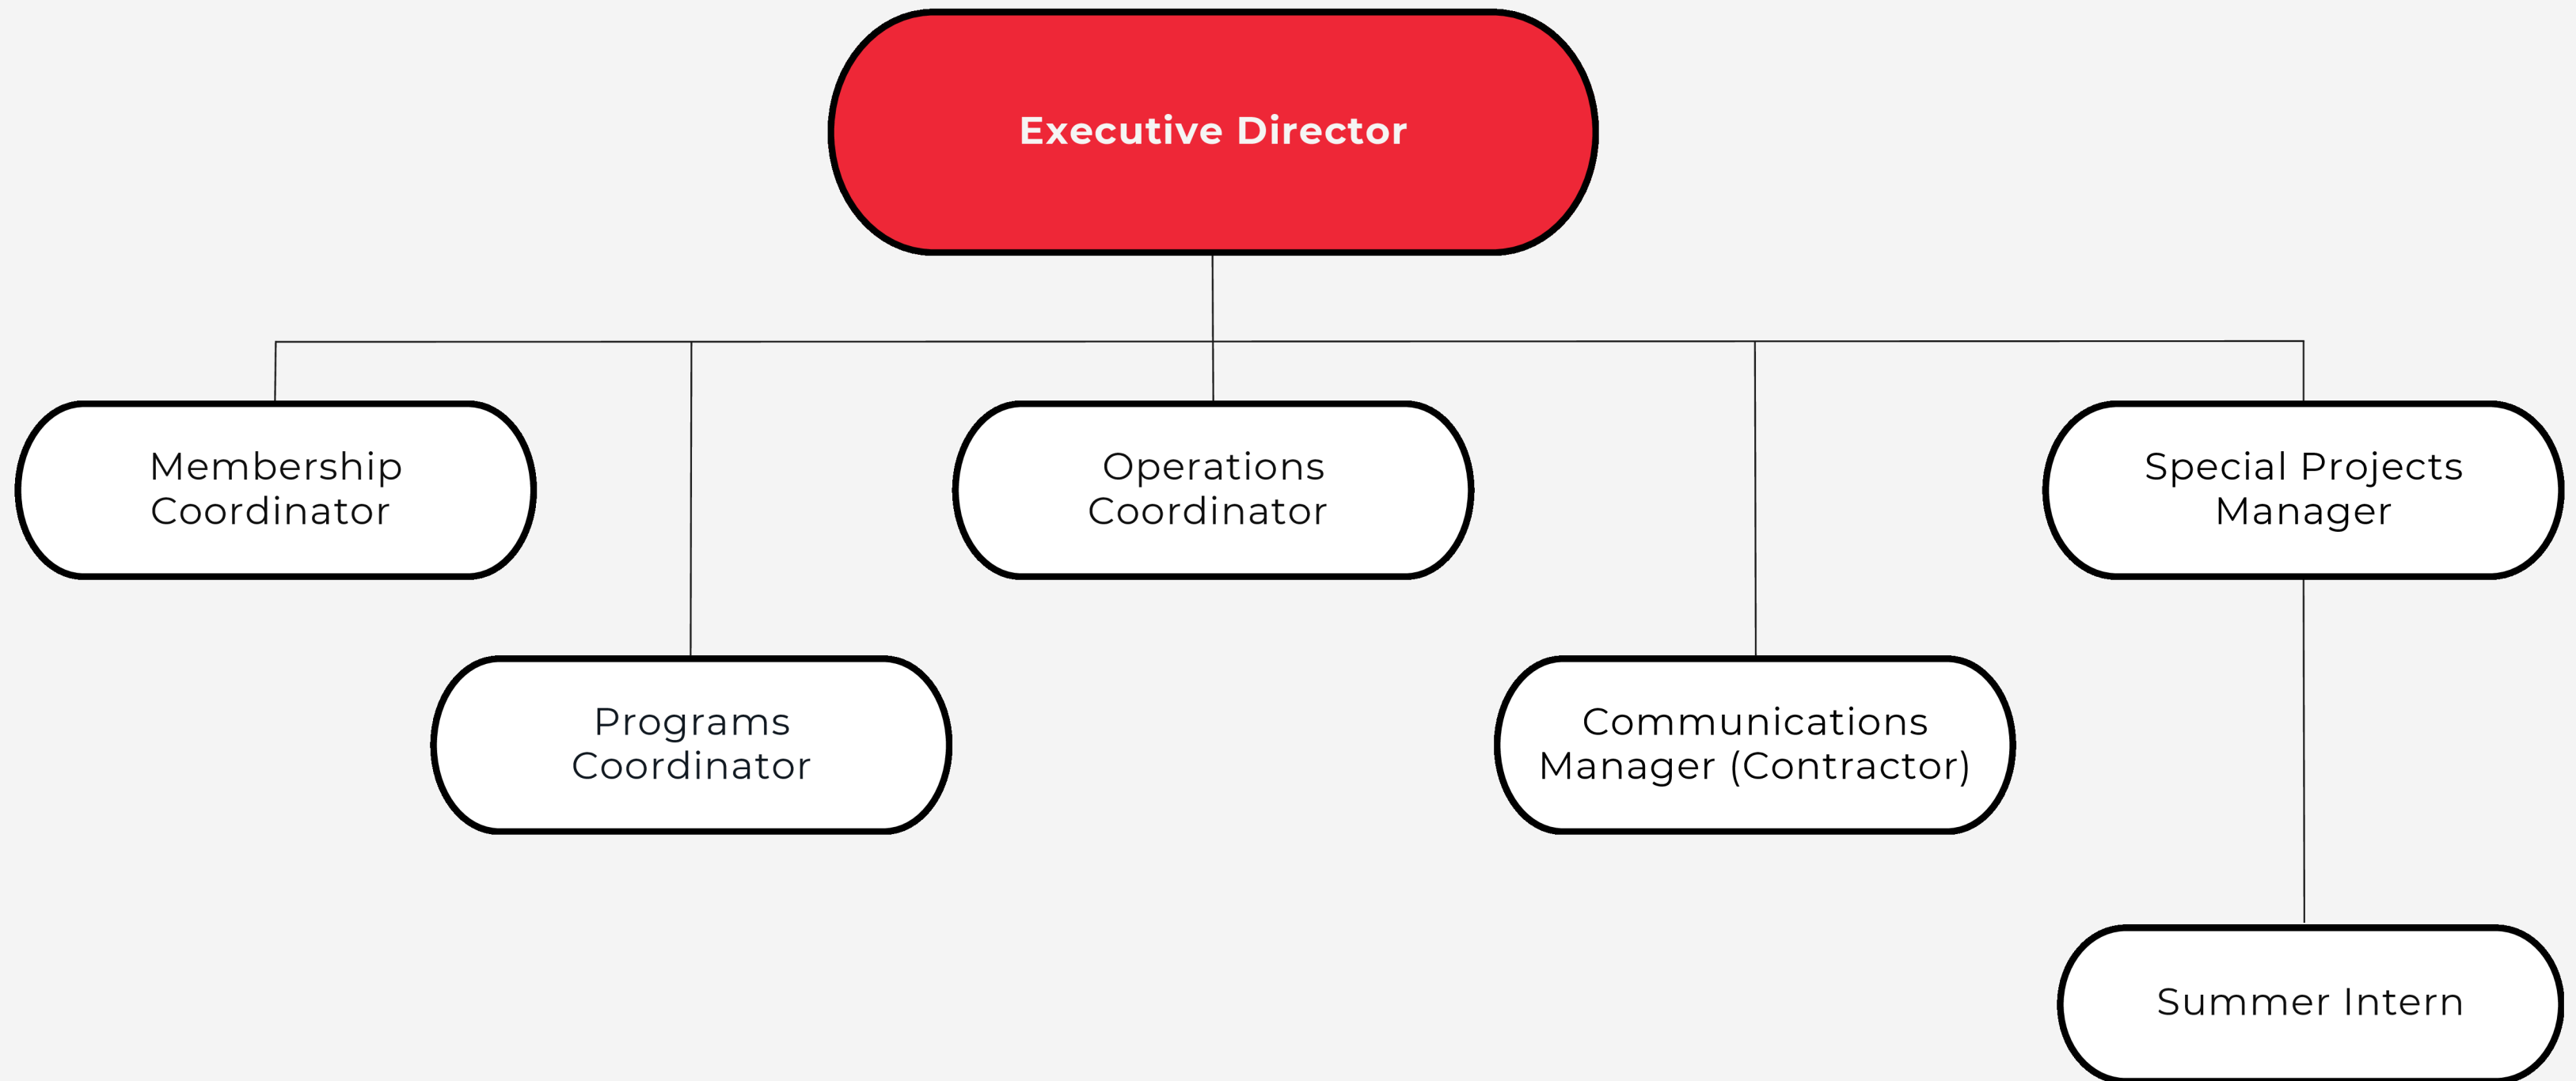 Executive Director
Membership
Coordinator
Operations
Coordinator
Special Projects
Manager
Programs
Coordinator
Communications
Manager (Contractor)
Summer Intern